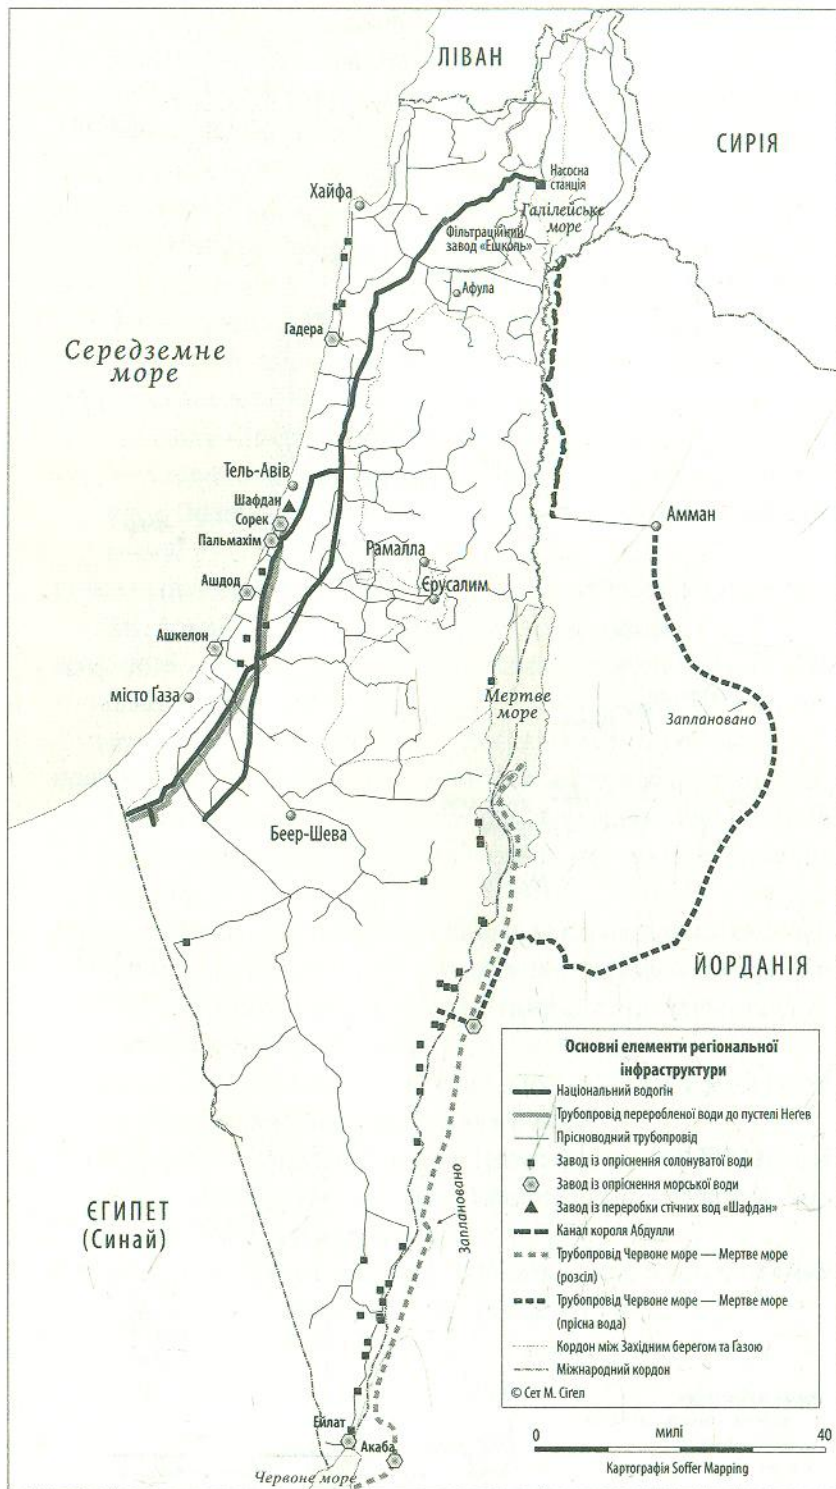 ЛІВАН
СИРІЯ
Насосна
станція
Хайфа
Галілейське
море
Фільтраційний
завод «Ешколь»
Афула
Гадера
Середземне
море
Тель-Авів
Шафдан
Сорек
Пальмахім
Амман
Рамалла
Ашдод
Єрусалим
Ашкелон
місто Ґаза
Мертве
море
Заплановано
Беер-Шева
ЙОРДАНІЯ
Заплановано
ЄГИПЕТ
(Синай)
Основні елементи регіональної
інфраструктури
Національний водогін
Трубопровід переробленої води до пустелі Неґев
Прісноводний трубопровід
Завод із опріснення солонуватої води
Завод із опріснення морської води
Завод із переробки стічних вод «Шафдан»
Канал короля Абдулли
Трубопровід Червоне море — Мертве море
(розсіл)
Трубопровід Червоне море — Мертве море
(прісна вода)
Кордон між Західним берегом та Ґазою
Міжнародний кордон
© Сет М. Сіґел
Ейлат
Акаба
Червоне море
0 милі 40
Картографія Soffer Mapping